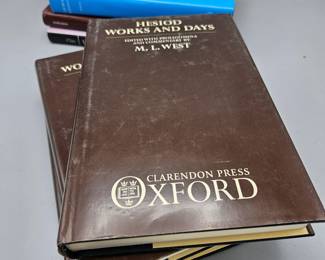 HESIOD
WORKS AND DAYS
EDITED WITH PROLEGOMENA
AND COMMENTARY BY
M. L. WEST
CLARENDON PRESS
OXFORD
WO